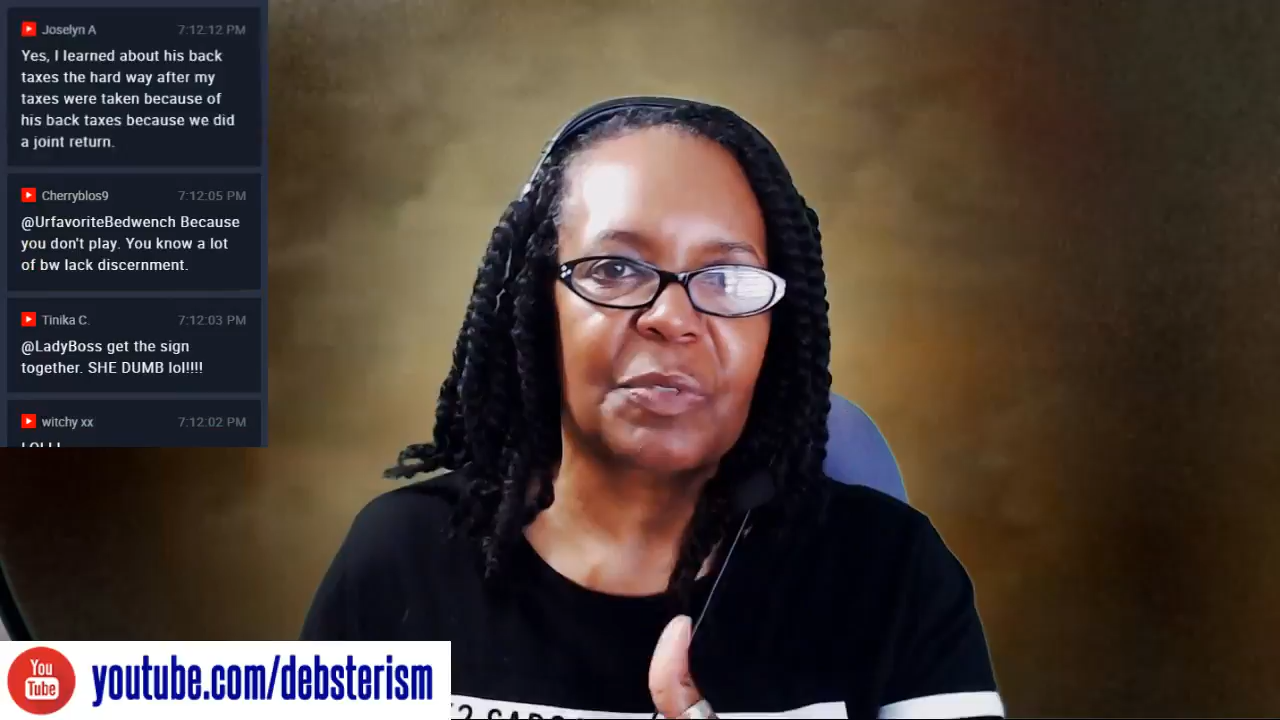 Joselyn A 7:12:12 PM
Yes, I learned about his back
taxes the hard way after my
taxes were taken because of
his back taxes because we did
a joint return.
Cherryblos9 7:12:05 PM
@UrfavoriteBedwench Because
you don't play. You know a lot
of bw lack discernment.
Tinika C. 7:12:03 PM
@LadyBoss get the sign
together. SHE DUMB lol!!!!
witchy xx 7:12:02 PM
You
Tube
youtube.com/debsterism